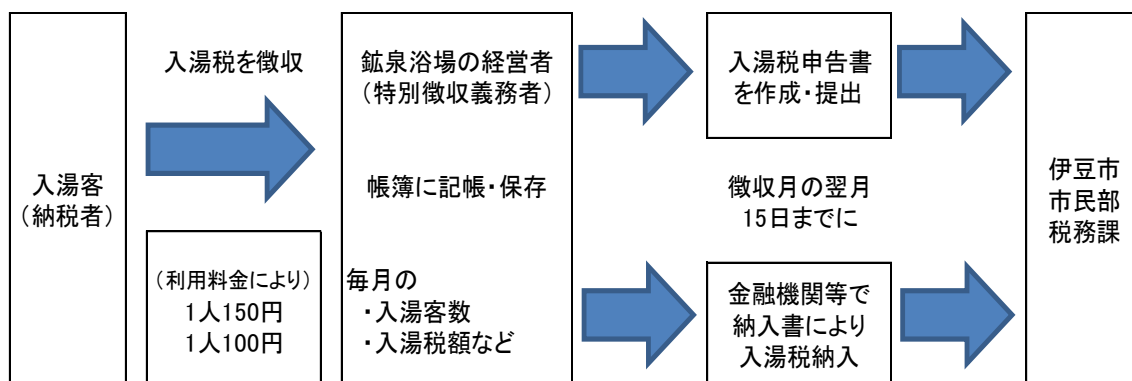 入湯客
（納税者）
入湯税を徴収
（利用料金により）
1人150円
1人100円
鉱泉浴場の経営者
（特別徴収義務者）
帳簿に記帳・保存
毎月の
・入湯客数
・入湯税額など
入湯税申告書
を作成・提出
徴収月の翌月
15日までに
金融機関等で
納入書により
入湯税納入
伊豆市
市民部
税務課